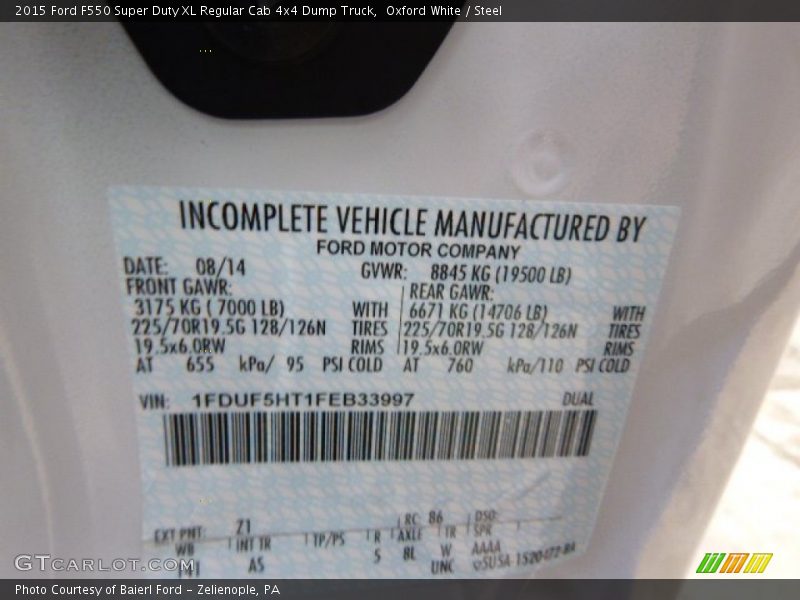 2015 Ford F550 Super Duty XL Regular Cab 4x4 Dump Truck,  Oxford White / Steel
INCOMPLETE VEHICLE MANUFACTURED BY
FORD MOTOR COMPANY
DATE: 08/14 GVWR: 8845 KG (19500 LB)
FRONT GAWR: REAR GAWR:
3175 KG ( 7000 LB) WITH 6671 KG (14706 LB) WITH
225/70R19.5G 128/126N TIRES 225/70R19.5G 128/126N TIRES
19.5x6.0RW RIMS 19.5x6.0RW RIMS
AT 655 kPa/ 95 PSI COLD AT 760 kPa/110 PSI COLD
VIN: 1FDUF5HT1FEB33997 DUAL
EXT PNT: Z1 RC: 86 DSO:
WB INT TR TP/PS R AXLE TR SPR
141 AS 5 8L W AAAA
UNC
GTCARLOT.COM
Photo Courtesy of Baierl Ford - Zelienople, PA